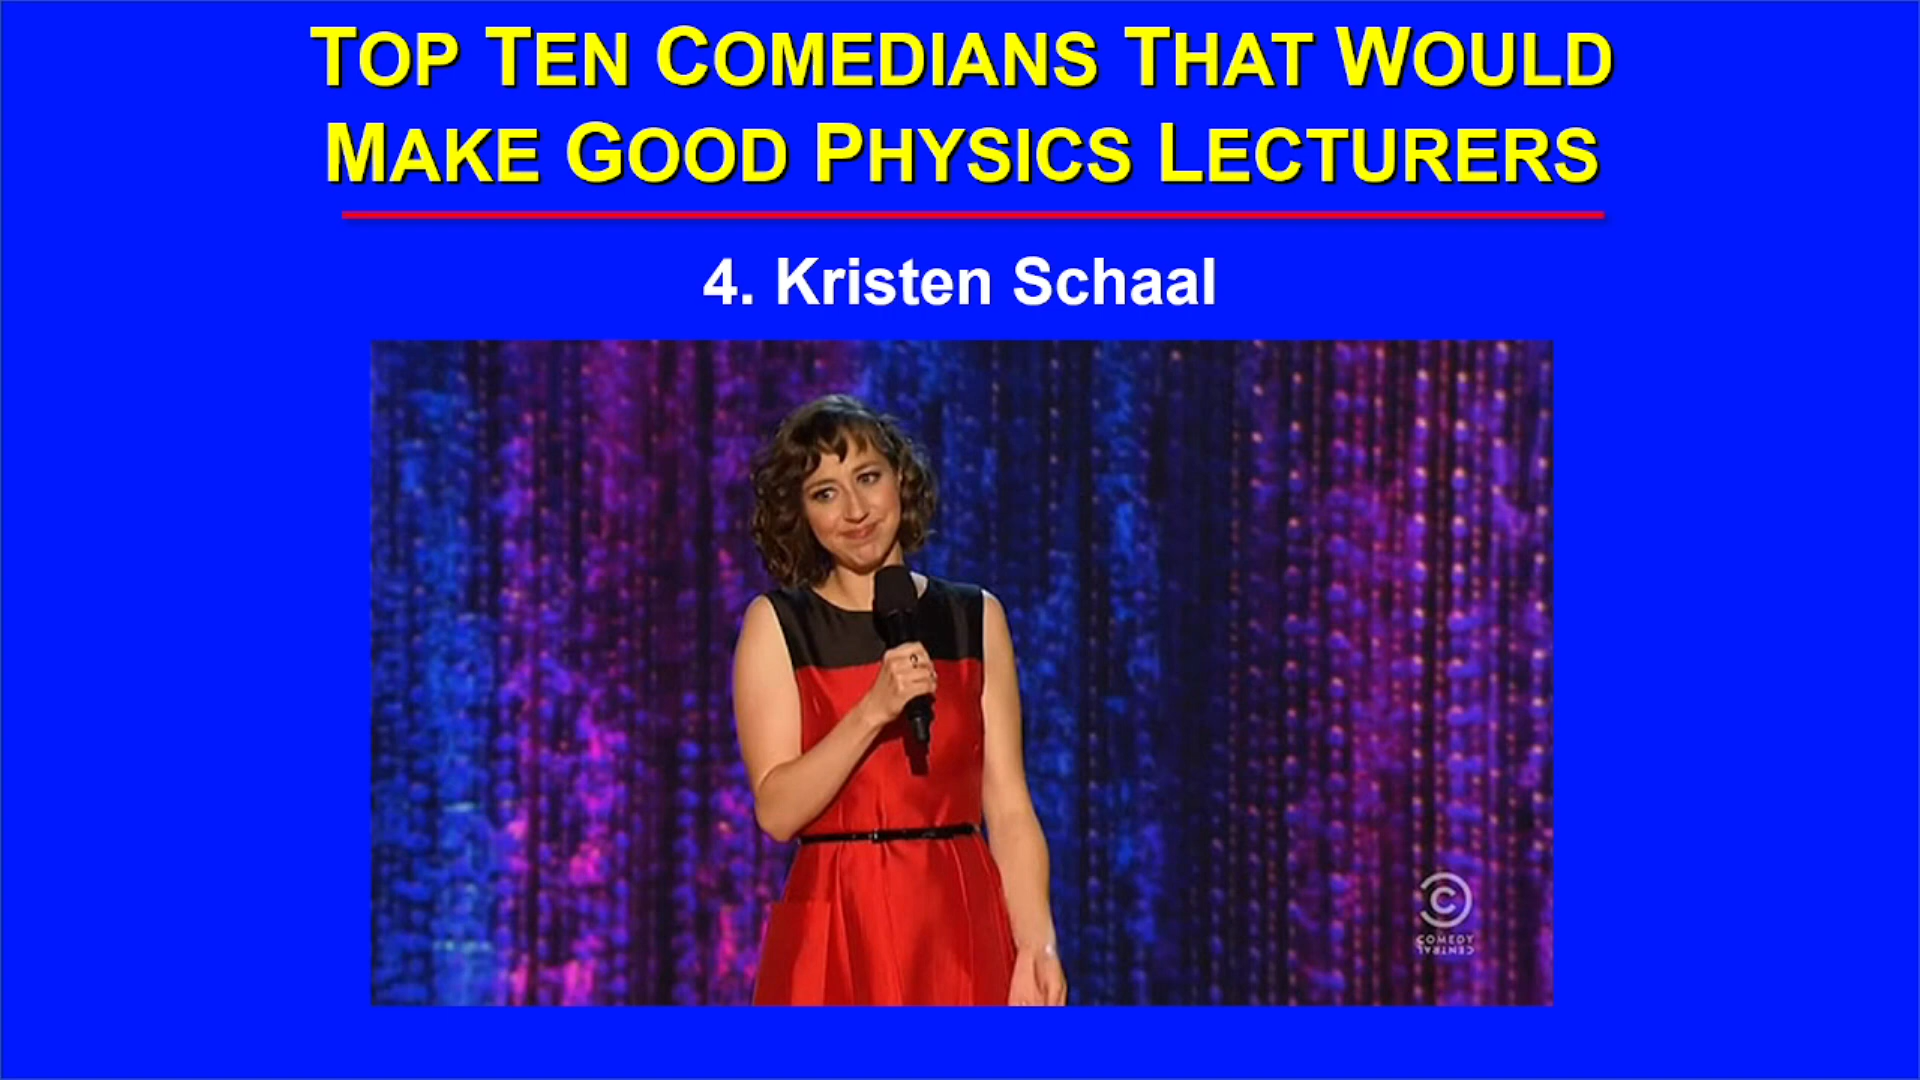 TOP TEN COMEDIANS THAT WOULD
MAKE GOOD PHYSICS LECTURERS
4. Kristen Schaal
COMEDY
CENTRAL